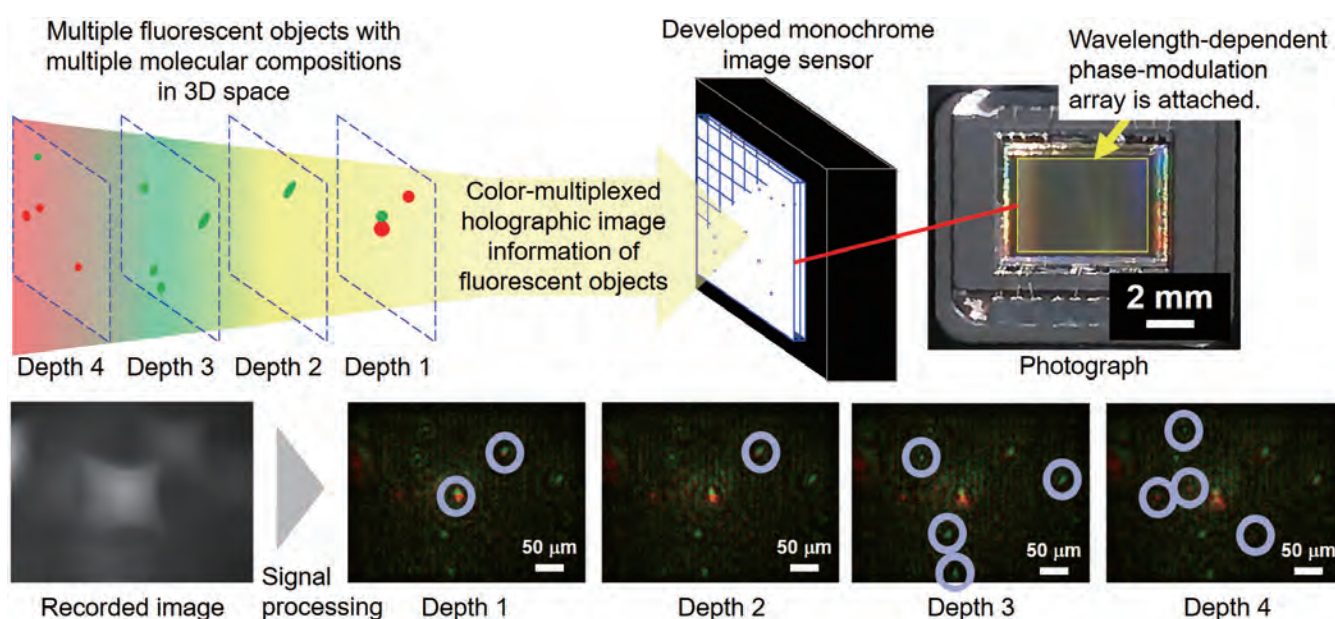 Multiple fluorescent objects with
multiple molecular compositions
in 3D space
Developed monochrome
image sensor
Wavelength-dependent
phase-modulation
array is attached.
Color-multiplexed
holographic image
information of
fluorescent objects
2 mm
Depth 4
Depth 3
Depth 2
Depth 1
Photograph
50 μm
50 μm
50 μm
50 μm
Recorded image
Signal
processing
Depth 1
Depth 2
Depth 3
Depth 4